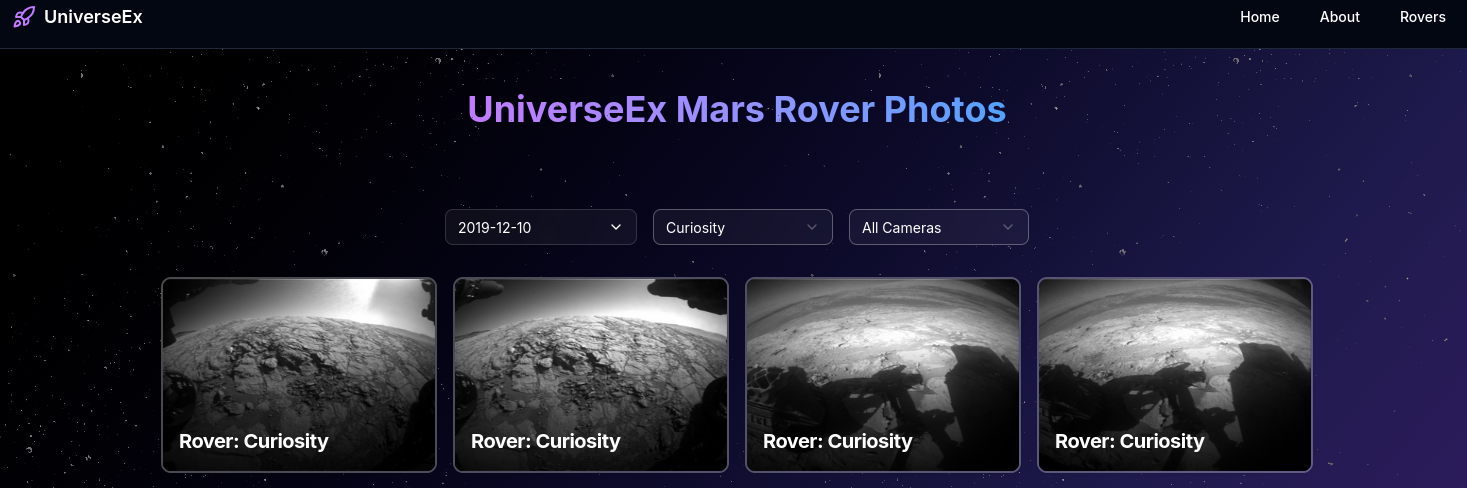 UniverseEx
Home
About
Rovers
UniverseEx Mars Rover Photos
2019-12-10
Curiosity
All Cameras
Rover: Curiosity
Rover: Curiosity
Rover: Curiosity
Rover: Curiosity